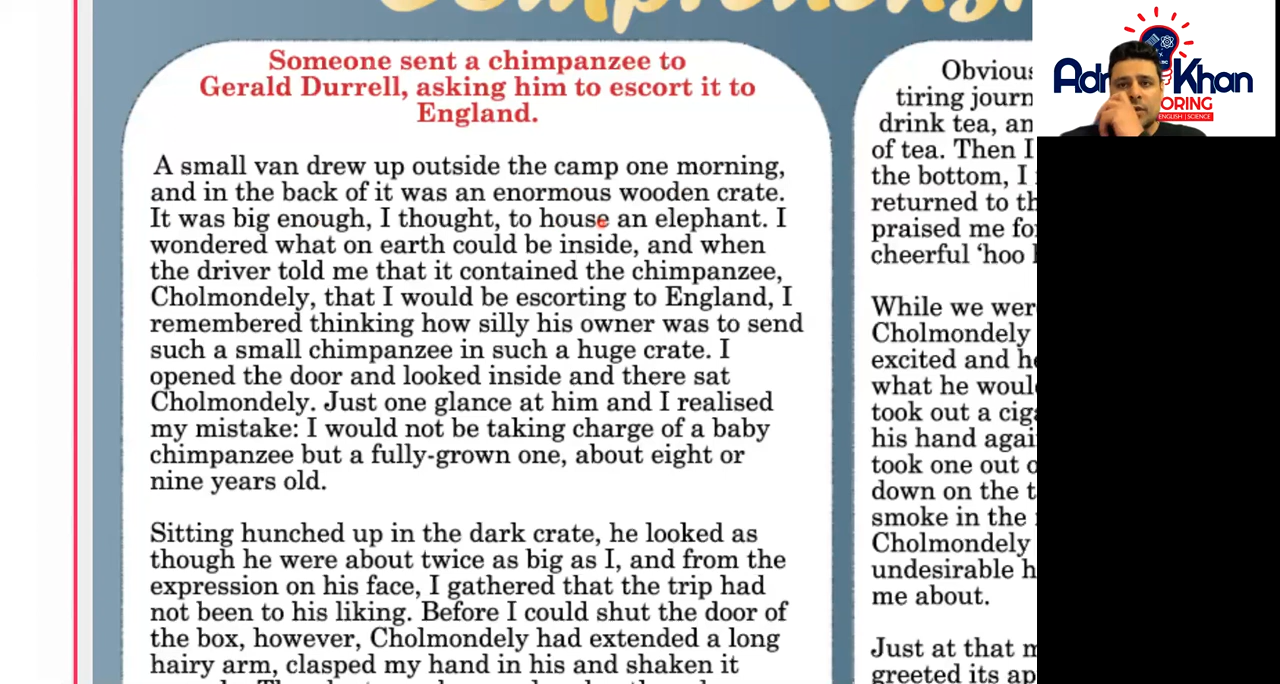 Someone sent a chimpanzee to
Gerald Durrell, asking him to escort it to
England.
A small van drew up outside the camp one morning,
and in the back of it was an enormous wooden crate.
It was big enough, I thought, to house an elephant. I
wondered what on earth could be inside, and when
the driver told me that it contained the chimpanzee,
Cholmondely, that I would be escorting to England, I
remembered thinking how silly his owner was to send
such a small chimpanzee in such a huge crate. I
opened the door and looked inside and there sat
Cholmondely. Just one glance at him and I realised
my mistake: I would not be taking charge of a baby
chimpanzee but a fully-grown one, about eight or
nine years old.
Sitting hunched up in the dark crate, he looked as
though he were about twice as big as I, and from the
expression on his face, I gathered that the trip had
not been to his liking. Before I could shut the door of
the box, however, Cholmondely had extended a long
hairy arm, clasped my hand in his and shaken it
tiring journ
drink tea, an
of tea. Then I
the bottom, I
returned to th
praised me fo
cheerful ‘hoo
While we wer
Cholmondely
excited and he
what he woul
took out a cig
his hand agai
took one out o
down on the t
smoke in the
Cholmondely
undesirable h
me about.
Just at that m
greeted its ap
Khan
ORING
ENGLISH | SCIENCE